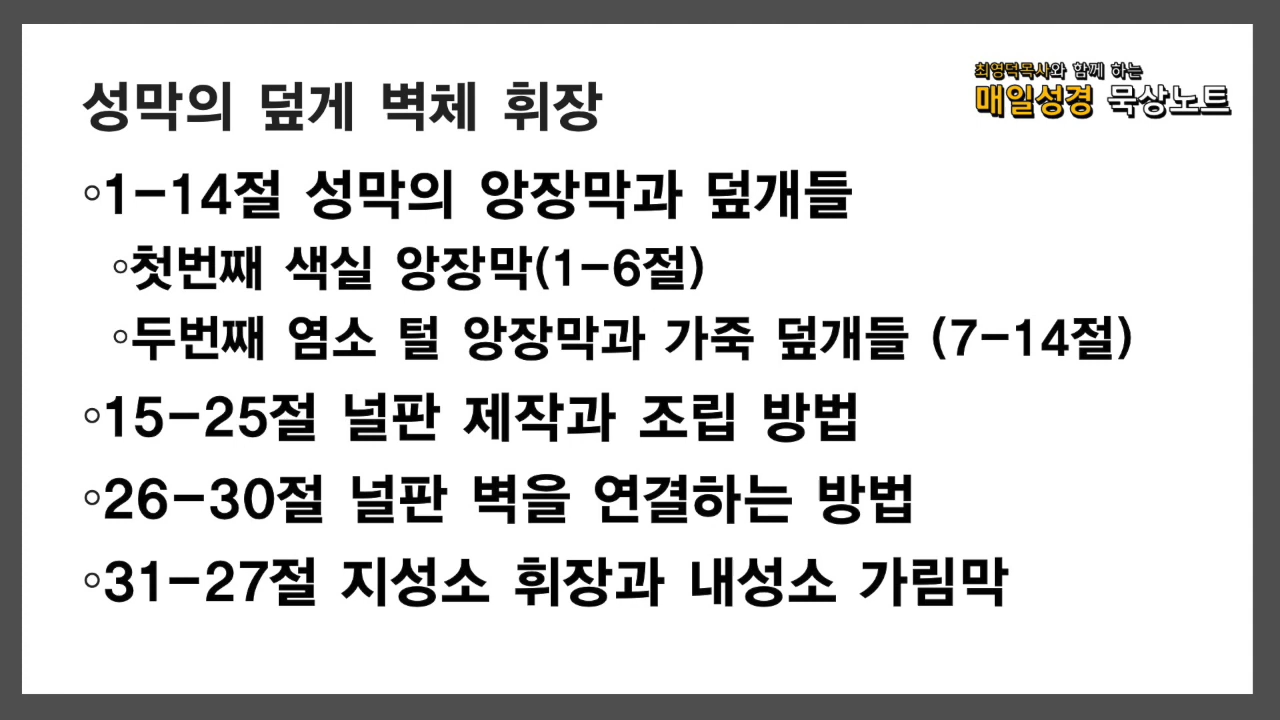 성막의 덮게 벽체 휘장
최영덕목사와 함께 하는
매일성경 묵상노트
◦1-14절 성막의 앙장막과 덮개들
◦첫번째 색실 앙장막(1-6절)
◦두번째 염소 털 앙장막과 가죽 덮개들 (7-14절)
◦15-25절 널판 제작과 조립 방법
◦26-30절 널판 벽을 연결하는 방법
◦31-27절 지성소 휘장과 내성소 가림막